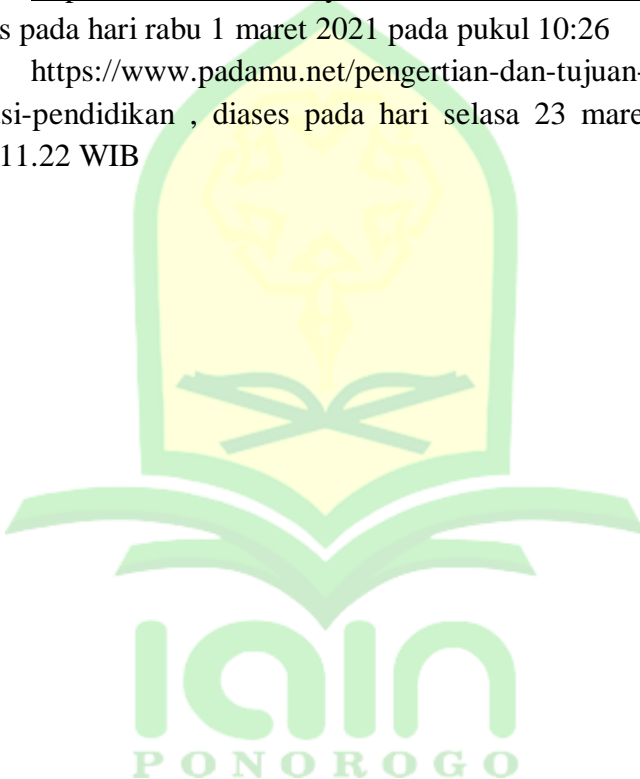 s pada hari rabu 1 maret 2021 pada pukul 10:26
https://www.padamu.net/pengertian-dan-tujuan-
si-pendidikan , diases pada hari selasa 23 mare
11.22 WIB
IAIN
PONOROGO